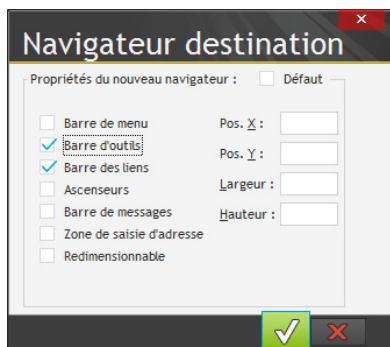 Navigateur destination
Propriétés du nouveau navigateur : Défaut
Barre de menu
Barre d'outils
Barre des liens
Ascenseurs
Barre de messages
Zone de saisie d'adresse
Redimensionnable
Pos. X :
Pos. Y :
Largeur :
Hauteur :